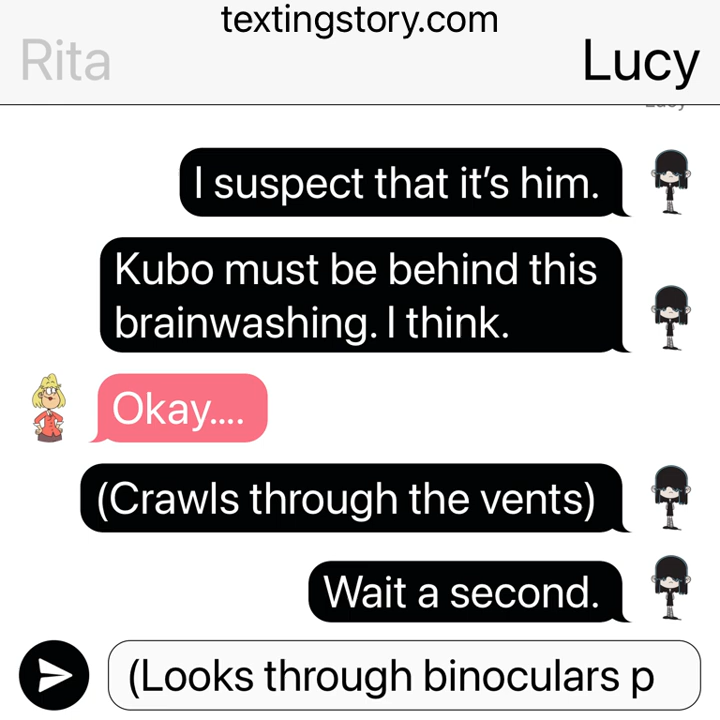 textingstory.com
Rita
Lucy
I suspect that it’s him.
Kubo must be behind this
brainwashing. I think.
Okay....
(Crawls through the vents)
Wait a second.
(Looks through binoculars p